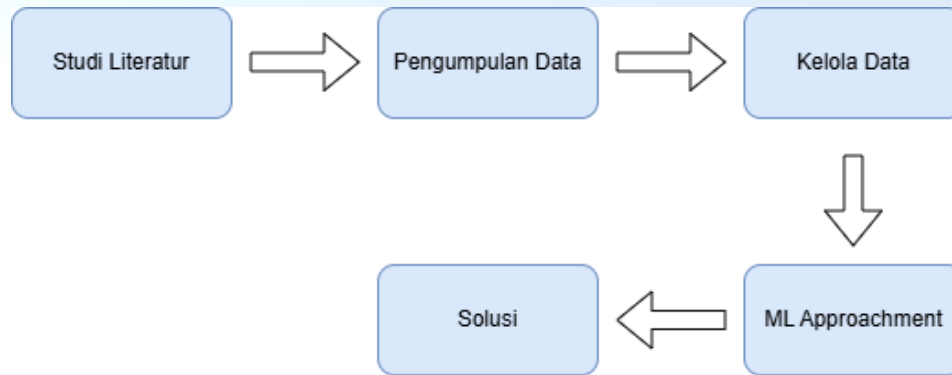 Studi Literatur
Pengumpulan Data
Kelola Data
ML Approachment
Solusi